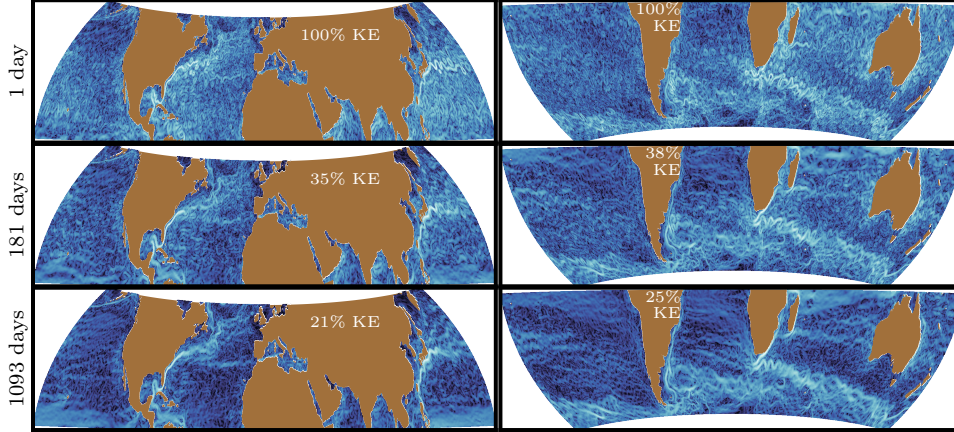 1 day
100% KE
100%
KE
181 days
35% KE
38%
KE
1093 days
21% KE
25%
KE